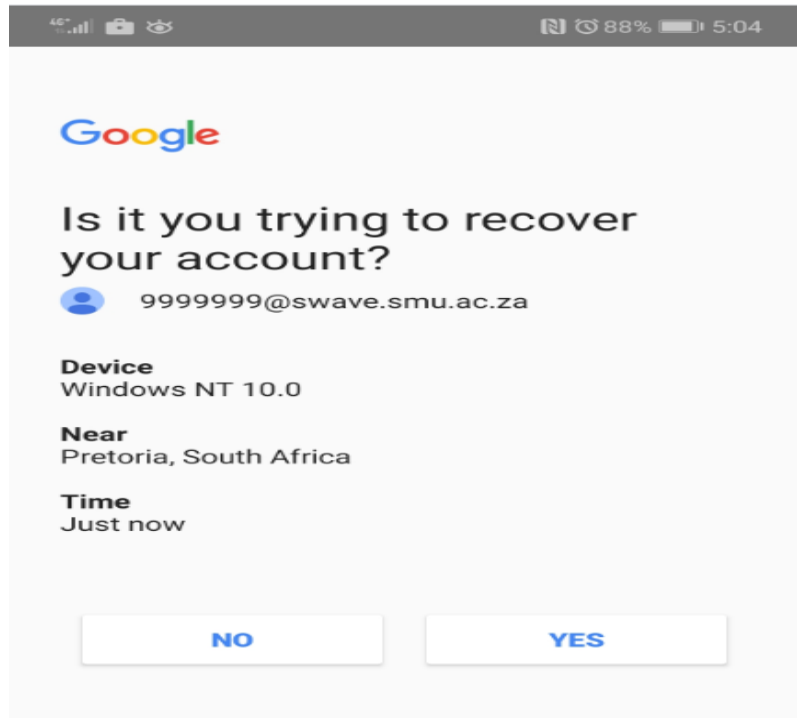 88% 5:04
Google
Is it you trying to recover
your account?
9999999@swave.smu.ac.za
Device
Windows NT 10.0
Near
Pretoria, South Africa
Time
Just now
NO YES